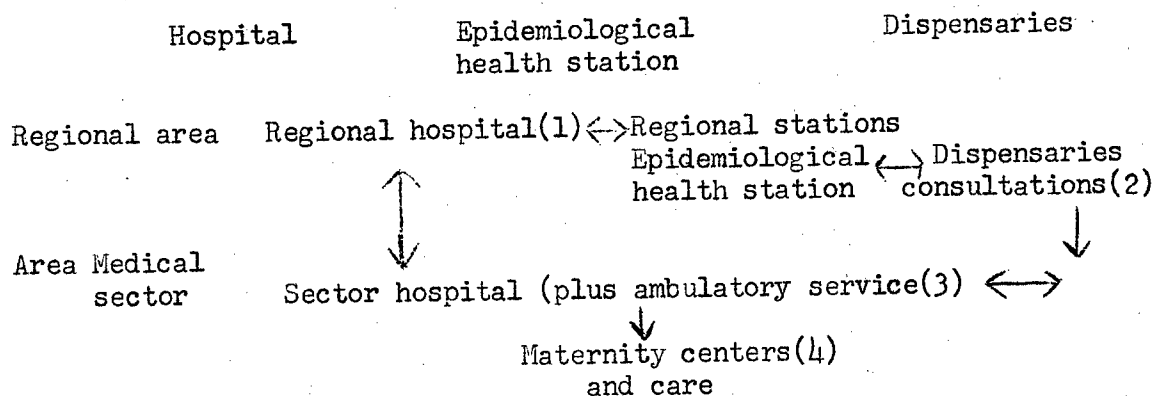 Hospital Epidemiological Dispensaries
health station
Regional area Regional hospital(1)<->Regional stations
Epidemiological <-> Dispensaries
health station consultations(2)
Area Medical
sector Sector hospital (plus ambulatory service(3) <->
Maternity centers(4)
and care